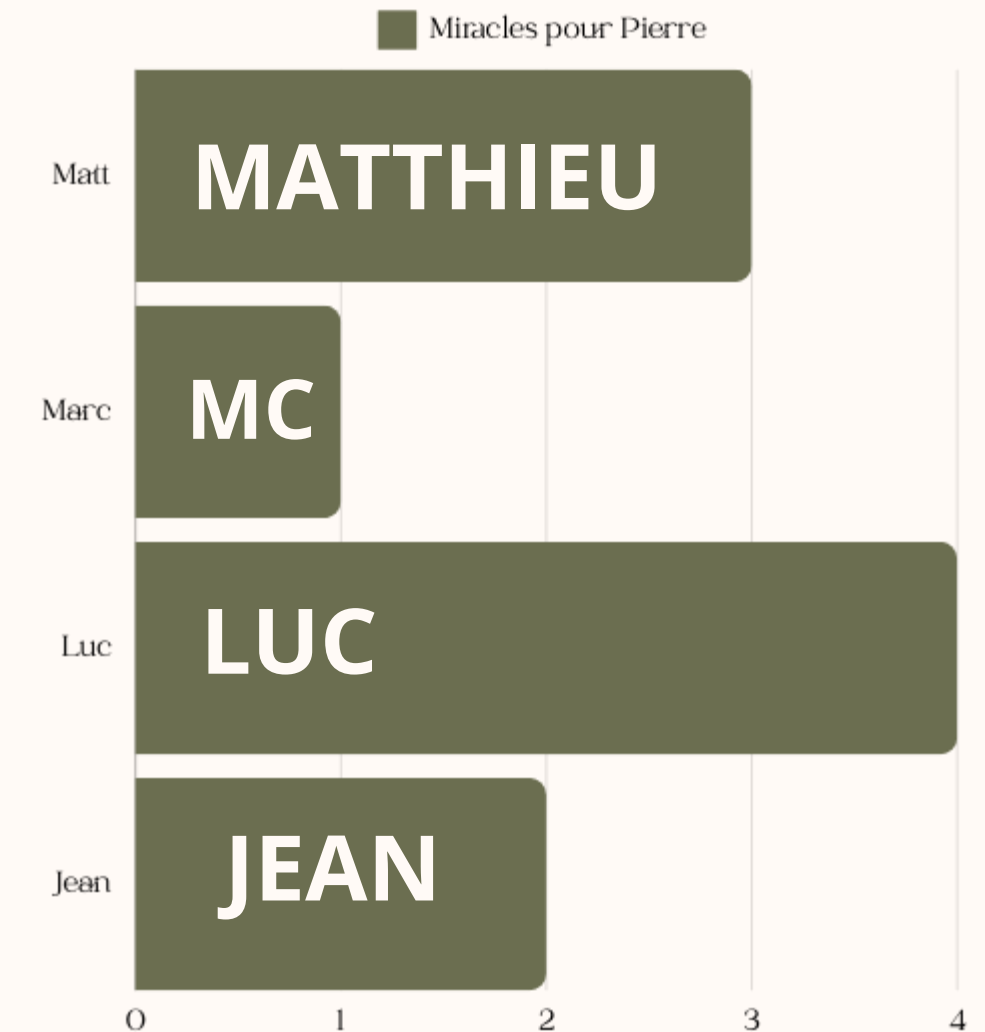 Miracles pour Pierre
Matt
MATTHIEU
Marc
MC
Luc
LUC
Jean
JEAN
0 1 2 3 4